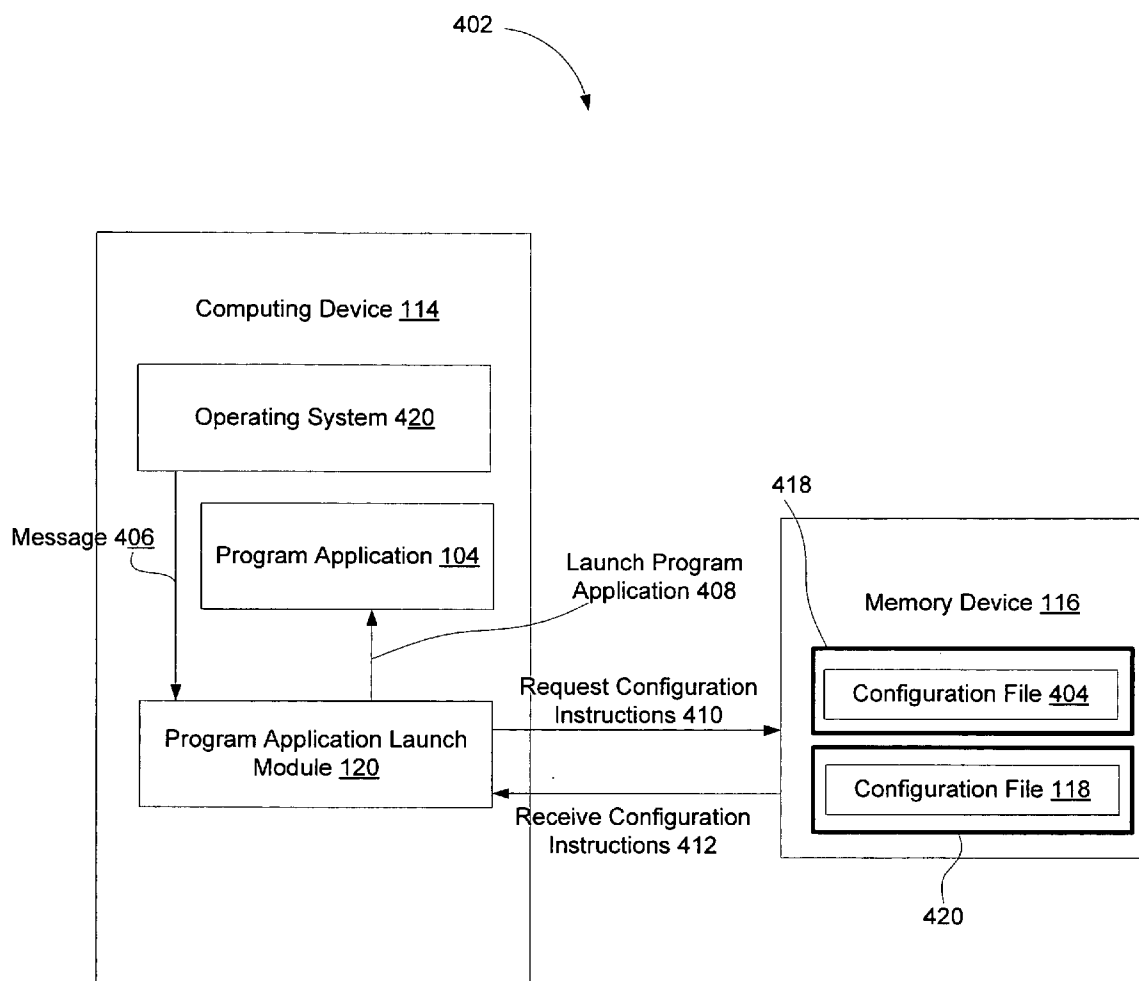 402
Computing Device 114
Operating System 420
418
Message 406
Program Application 104
Launch Program
Application 408
Memory Device 116
Request Configuration
Instructions 410
Configuration File 404
Program Application Launch
Module 120
Configuration File 118
Receive Configuration
Instructions 412
420